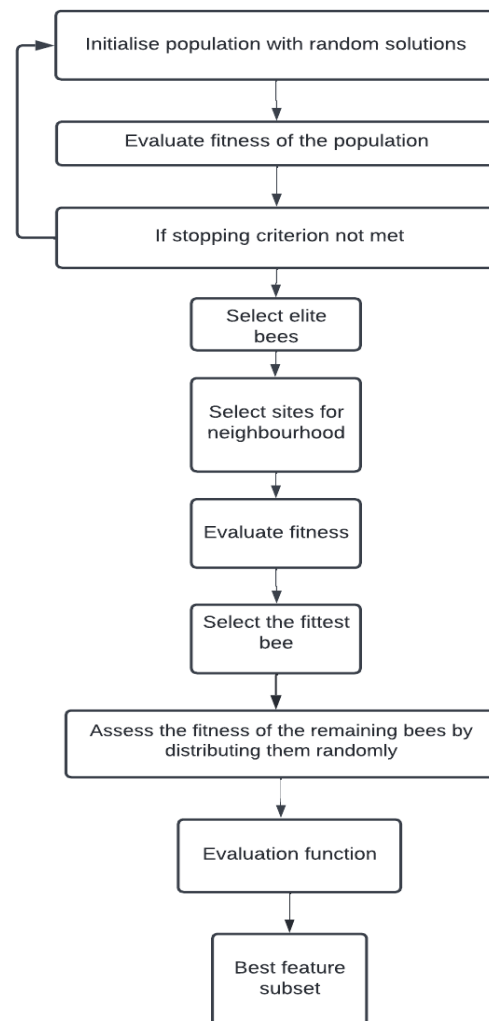 Initialise population with random solutions
Evaluate fitness of the population
If stopping criterion not met
Select elite
bees
Select sites for
neighbourhood
Evaluate fitness
Select the fittest
bee
Assess the fitness of the remaining bees by
distributing them randomly
Evaluation function
Best feature
subset